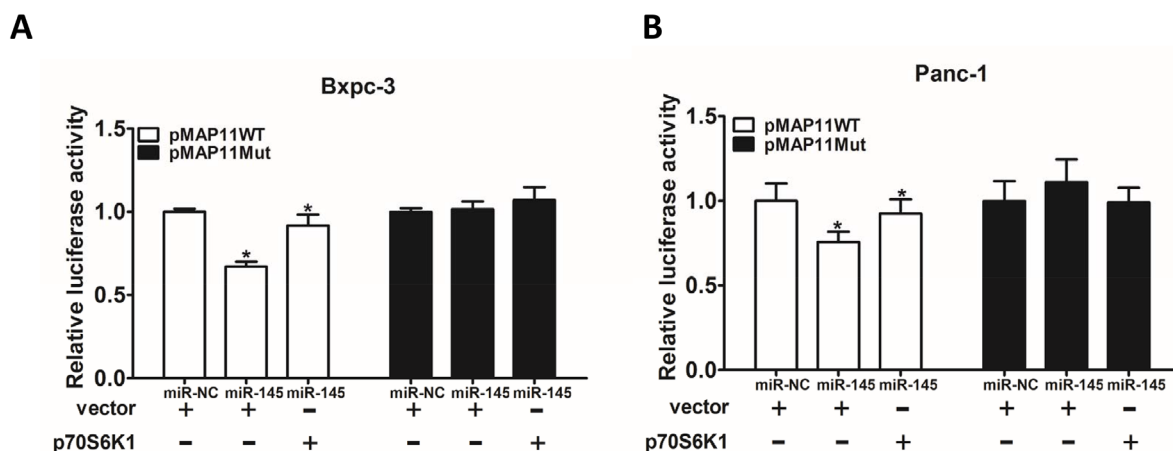 A
Bxpc-3
Relative luciferase activity
1.5
1.0
0.5
0.0
pMAP11WT
pMAP11Mut
*
*
miR-NC miR-145 miR-145 miR-NC miR-145 miR-145
vector + + - + + -
p70S6K1 - - + - - +
B
Panc-1
Relative luciferase activity
1.5
1.0
0.5
0.0
pMAP11WT
pMAP11Mut
*
*
miR-NC miR-145 miR-145 miR-NC miR-145 miR-145
vector + + - + + -
p70S6K1 - - + - - +